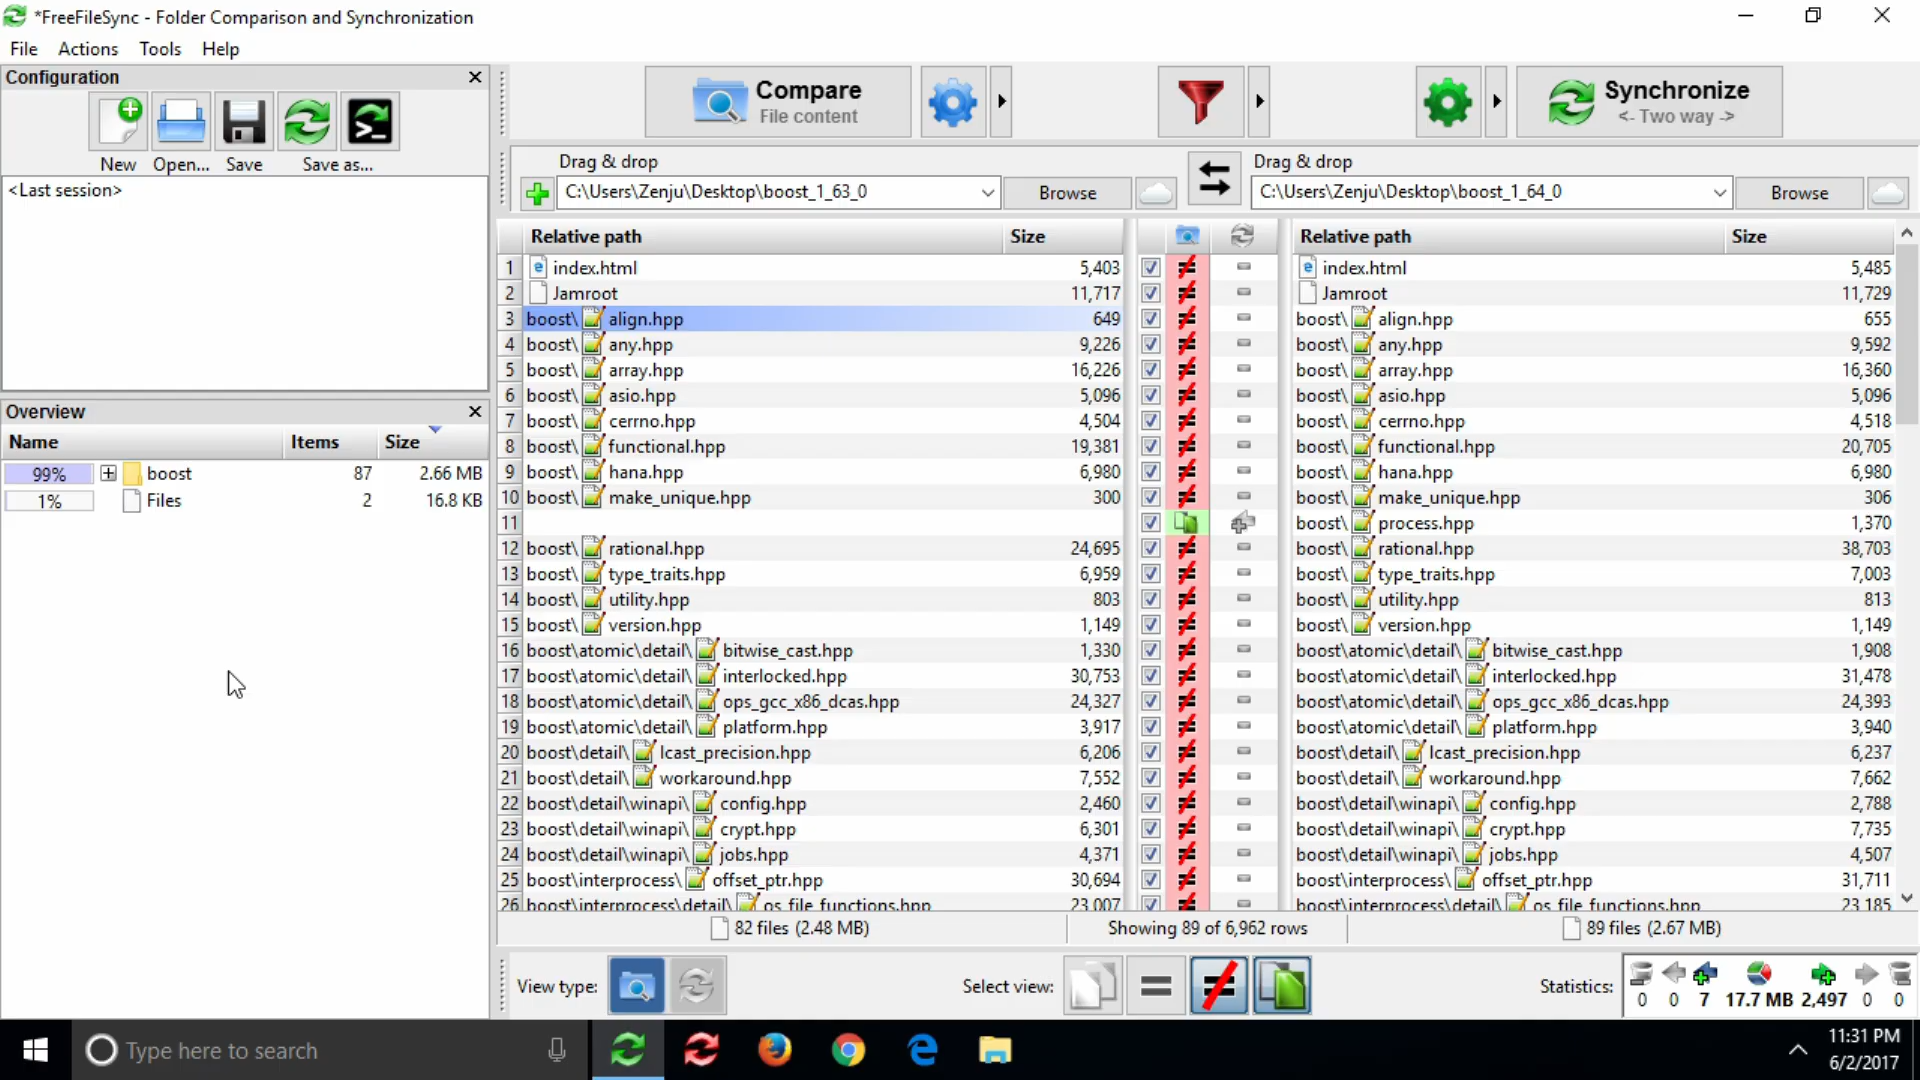 *FreeFileSync - Folder Comparison and Synchronization
File Actions Tools Help
Configuration
New Open... Save Save as...
<Last session>
Compare
File content
Synchronize
<- Two way ->
Drag & drop
C:\Users\Zenju\Desktop\boost_1_63_0 Browse
Drag & drop
C:\Users\Zenju\Desktop\boost_1_64_0 Browse
Overview
Name Items Size
99% boost 87 2.66 MB
1% Files 2 16.8 KB
Relative path Size Relative path Size
1 index.html 5,403 index.html 5,485
2 Jamroot 11,717 Jamroot 11,729
3 boost\ align.hpp 649 boost\ align.hpp 655
4 boost\ any.hpp 9,226 boost\ any.hpp 9,592
5 boost\ array.hpp 16,226 boost\ array.hpp 16,360
6 boost\ asio.hpp 5,096 boost\ asio.hpp 5,096
7 boost\ cerrno.hpp 4,504 boost\ cerrno.hpp 4,518
8 boost\ functional.hpp 19,381 boost\ functional.hpp 20,705
9 boost\ hana.hpp 6,980 boost\ hana.hpp 6,980
10 boost\ make_unique.hpp 300 boost\ make_unique.hpp 306
11 boost\ process.hpp 1,370
12 boost\ rational.hpp 24,695 boost\ rational.hpp 38,703
13 boost\ type_traits.hpp 6,959 boost\ type_traits.hpp 7,003
14 boost\ utility.hpp 803 boost\ utility.hpp 813
15 boost\ version.hpp 1,149 boost\ version.hpp 1,149
16 boost\atomic\detail\ bitwise_cast.hpp 1,330 boost\atomic\detail\ bitwise_cast.hpp 1,908
17 boost\atomic\detail\ interlocked.hpp 30,753 boost\atomic\detail\ interlocked.hpp 31,478
18 boost\atomic\detail\ ops_gcc_x86_dcas.hpp 24,327 boost\atomic\detail\ ops_gcc_x86_dcas.hpp 24,393
19 boost\atomic\detail\ platform.hpp 3,917 boost\atomic\detail\ platform.hpp 3,940
20 boost\detail\ lcast_precision.hpp 6,206 boost\detail\ lcast_precision.hpp 6,237
21 boost\detail\ workaround.hpp 7,552 boost\detail\ workaround.hpp 7,662
22 boost\detail\winapi\ config.hpp 2,460 boost\detail\winapi\ config.hpp 2,788
23 boost\detail\winapi\ crypt.hpp 6,301 boost\detail\winapi\ crypt.hpp 7,735
24 boost\detail\winapi\ jobs.hpp 4,371 boost\detail\winapi\ jobs.hpp 4,507
25 boost\interprocess\ offset_ptr.hpp 30,694 boost\interprocess\ offset_ptr.hpp 31,711
26 boost\interprocess\detail\ os_file_functions.hpp 23,007 boost\interprocess\detail\ os_file_functions.hpp 23,185
82 files (2.48 MB) Showing 89 of 6,962 rows 89 files (2.67 MB)
View type: Select view: Statistics: 0 0 7 17.7 MB 2,497 0 0
Type here to search
11:31 PM
6/2/2017